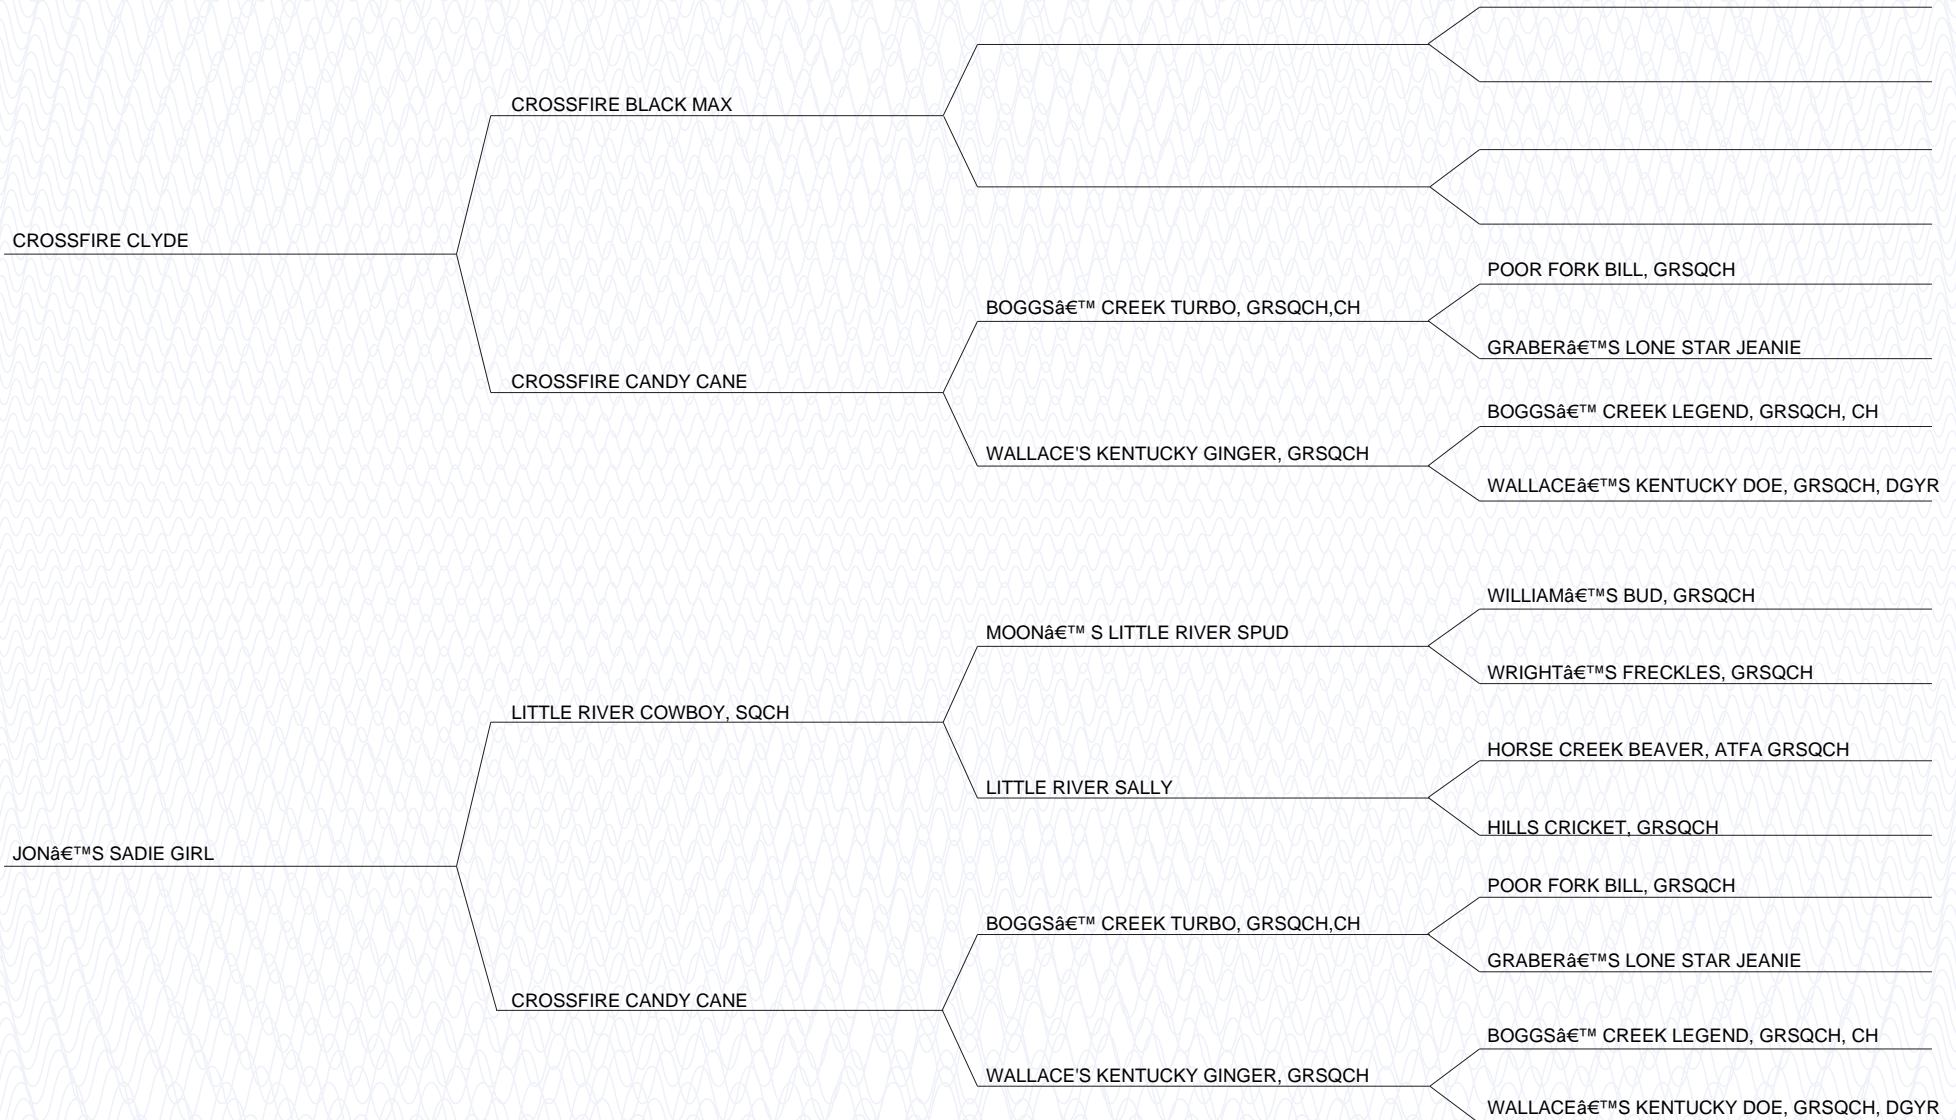 CROSSFIRE BLACK MAX
CROSSFIRE CLYDE
POOR FORK BILL, GRSQCH
BOGGSâ€™ CREEK TURBO, GRSQCH,CH
GRABERâ€™S LONE STAR JEANIE
CROSSFIRE CANDY CANE
BOGGSâ€™ CREEK LEGEND, GRSQCH, CH
WALLACE'S KENTUCKY GINGER, GRSQCH
WALLACEâ€™S KENTUCKY DOE, GRSQCH, DGYR
WILLIAMâ€™S BUD, GRSQCH
MOONâ€™ S LITTLE RIVER SPUD
WRIGHTâ€™S FRECKLES, GRSQCH
LITTLE RIVER COWBOY, SQCH
HORSE CREEK BEAVER, ATFA GRSQCH
LITTLE RIVER SALLY
HILLS CRICKET, GRSQCH
JONâ€™S SADIE GIRL
POOR FORK BILL, GRSQCH
BOGGSâ€™ CREEK TURBO, GRSQCH,CH
GRABERâ€™S LONE STAR JEANIE
CROSSFIRE CANDY CANE
BOGGSâ€™ CREEK LEGEND, GRSQCH, CH
WALLACE'S KENTUCKY GINGER, GRSQCH
WALLACEâ€™S KENTUCKY DOE, GRSQCH, DGYR